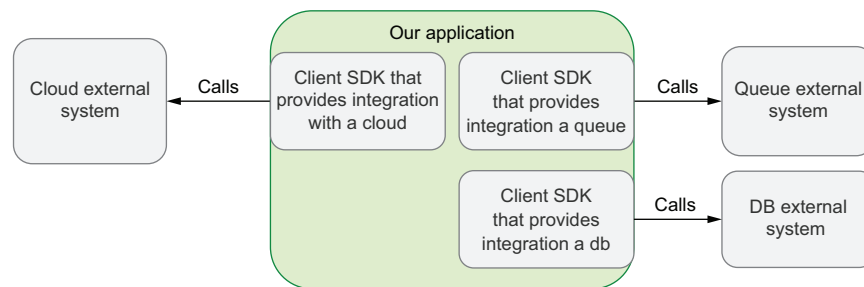 Our application
Cloud external
system
Calls
Client SDK that
provides integration
with a cloud
Client SDK
that provides
integration a queue
Calls
Queue external
system
Client SDK
that provides
integration a db
Calls
DB external
system